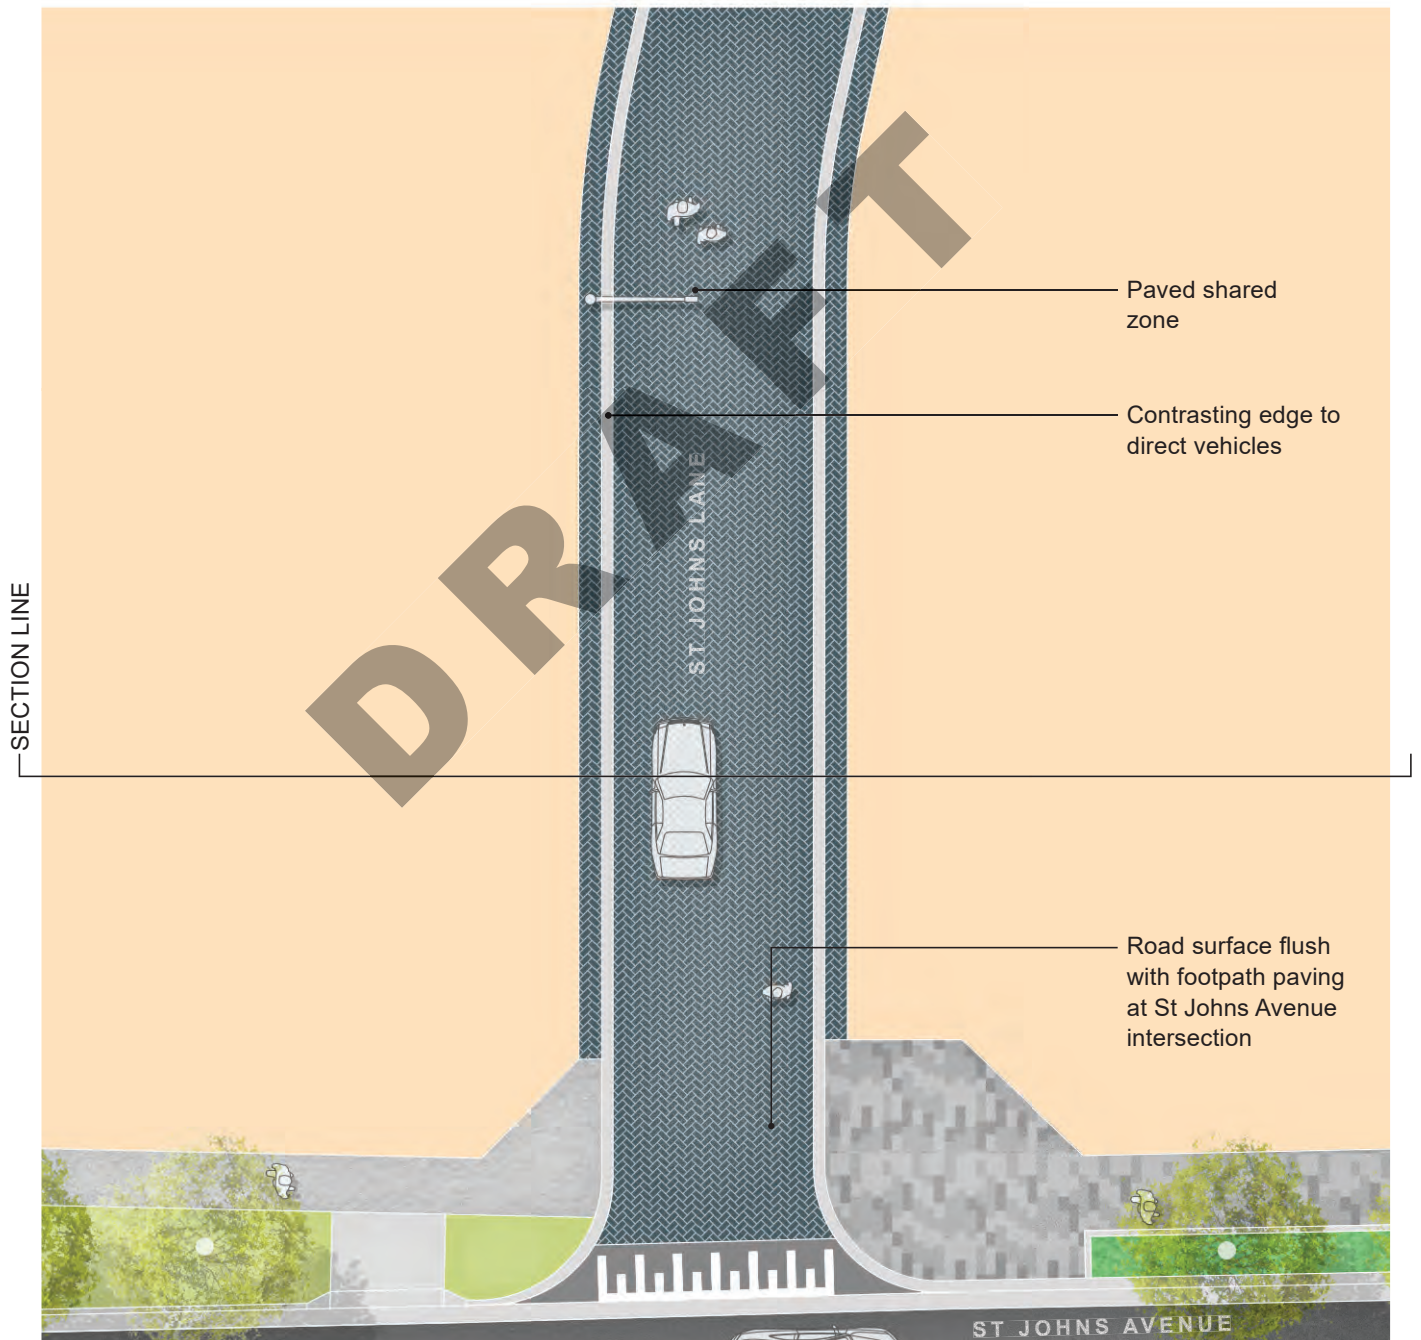 DRAFT
Paved shared
zone
Contrasting edge to
direct vehicles
ST JOHNS LANE
SECTION LINE
Road surface flush
with footpath paving
at St Johns Avenue
intersection
ST JOHNS AVENUE